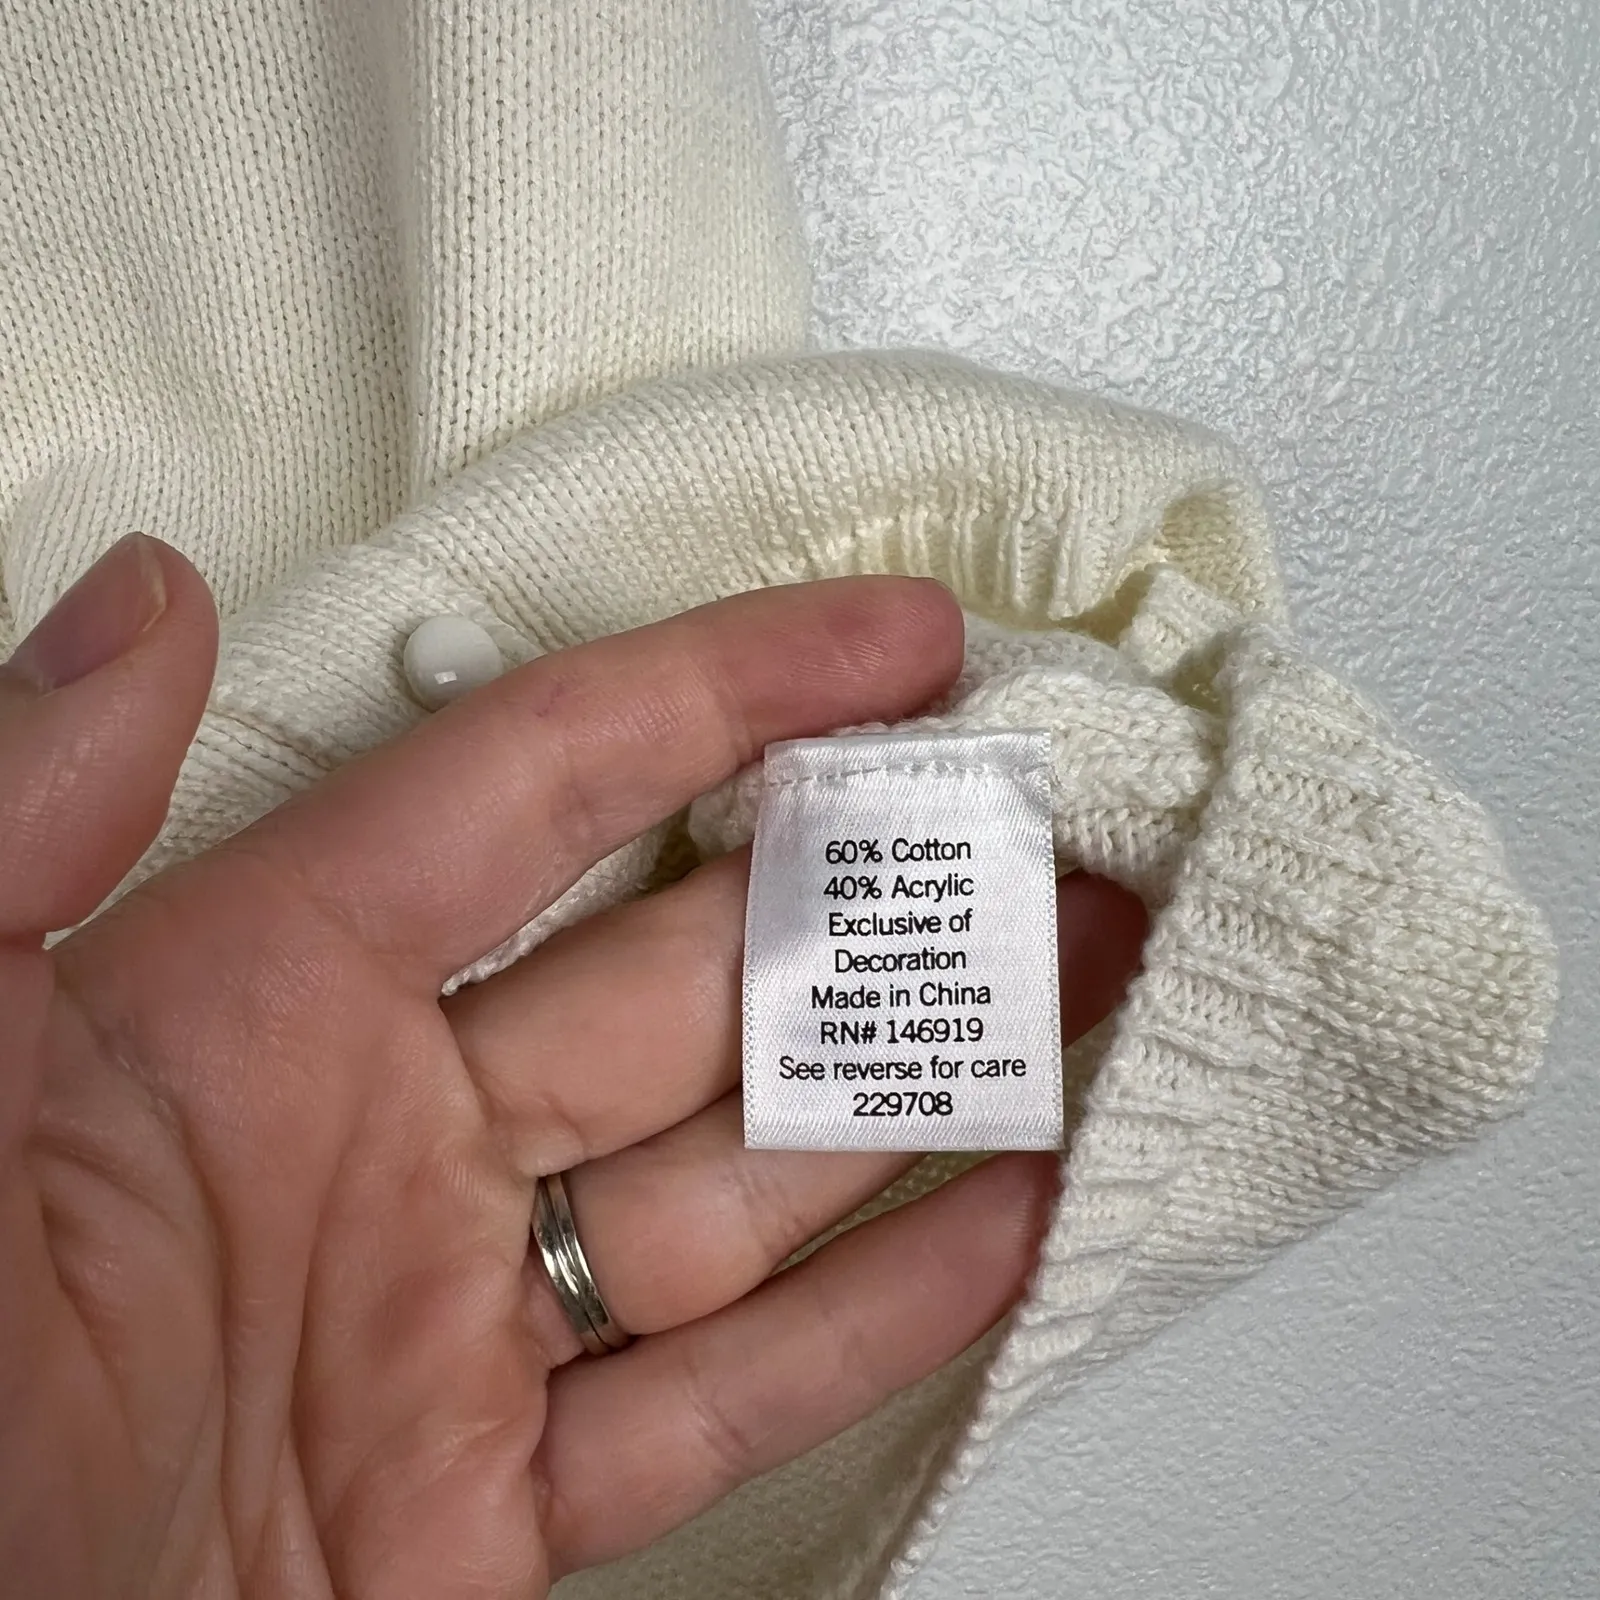 60% Cotton
40% Acrylic
Exclusive of
Decoration
Made in China
RN# 146919
See reverse for care
229708